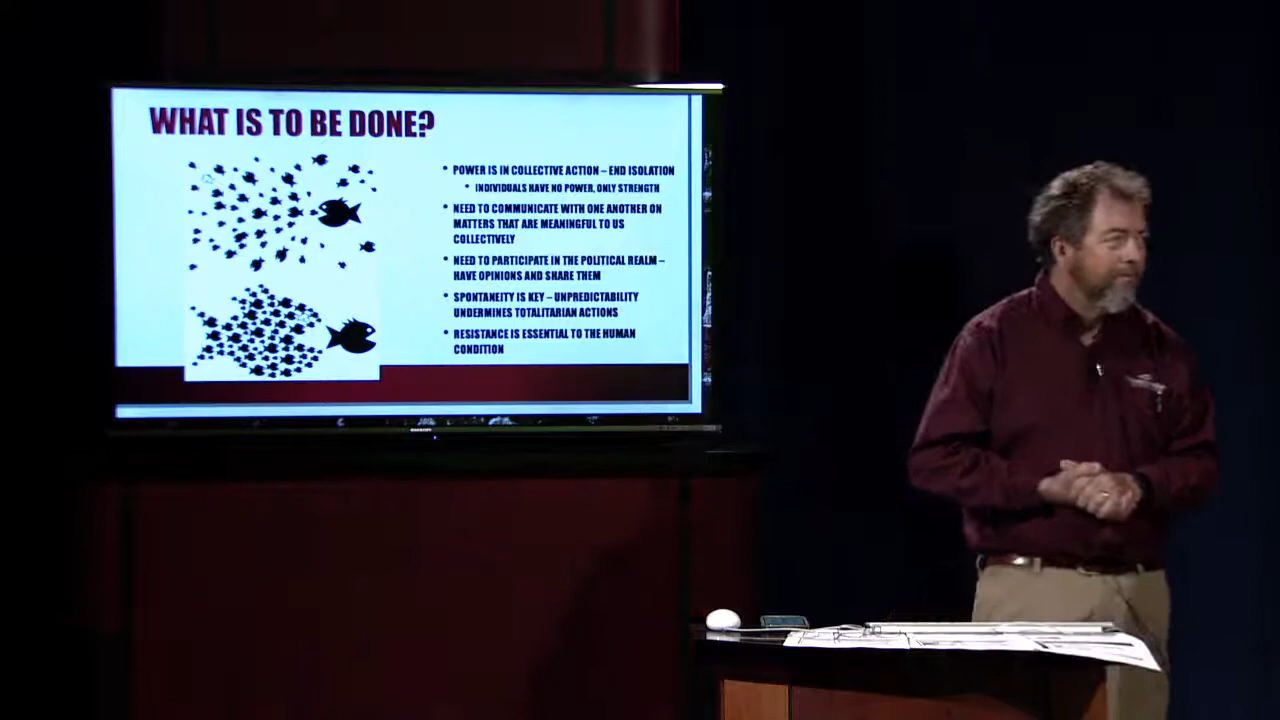 WHAT IS TO BE DONE?
• POWER IS IN COLLECTIVE ACTION – END ISOLATION
• INDIVIDUALS HAVE NO POWER, ONLY STRENGTH
• NEED TO COMMUNICATE WITH ONE ANOTHER ON
MATTERS THAT ARE MEANINGFUL TO US
COLLECTIVELY
• NEED TO PARTICIPATE IN THE POLITICAL REALM –
HAVE OPINIONS AND SHARE THEM
• SPONTANEITY IS KEY – UNPREDICTABILITY
UNDERMINES TOTALITARIAN ACTIONS
• RESISTANCE IS ESSENTIAL TO THE HUMAN
CONDITION